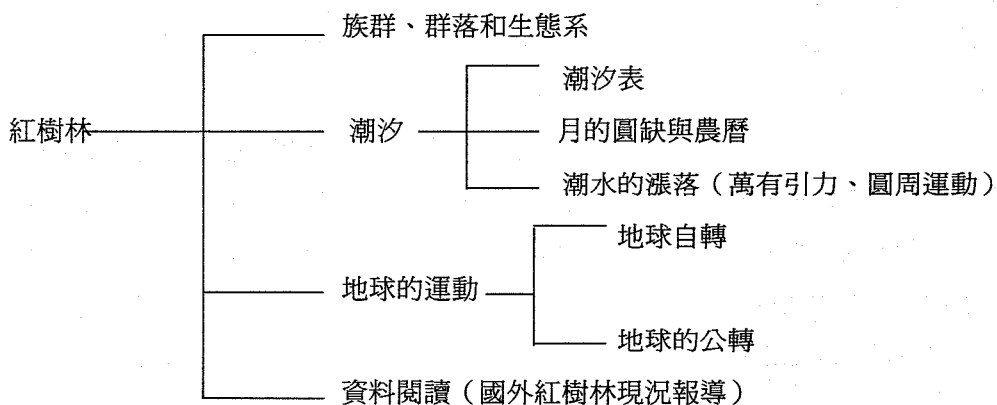 族群、群落和生態系
潮汐表
紅樹林
潮汐
月的圓缺與農曆
潮水的漲落（萬有引力、圓周運動）
地球自轉
地球的運動
地球的公轉
資料閱讀（國外紅樹林現況報導）